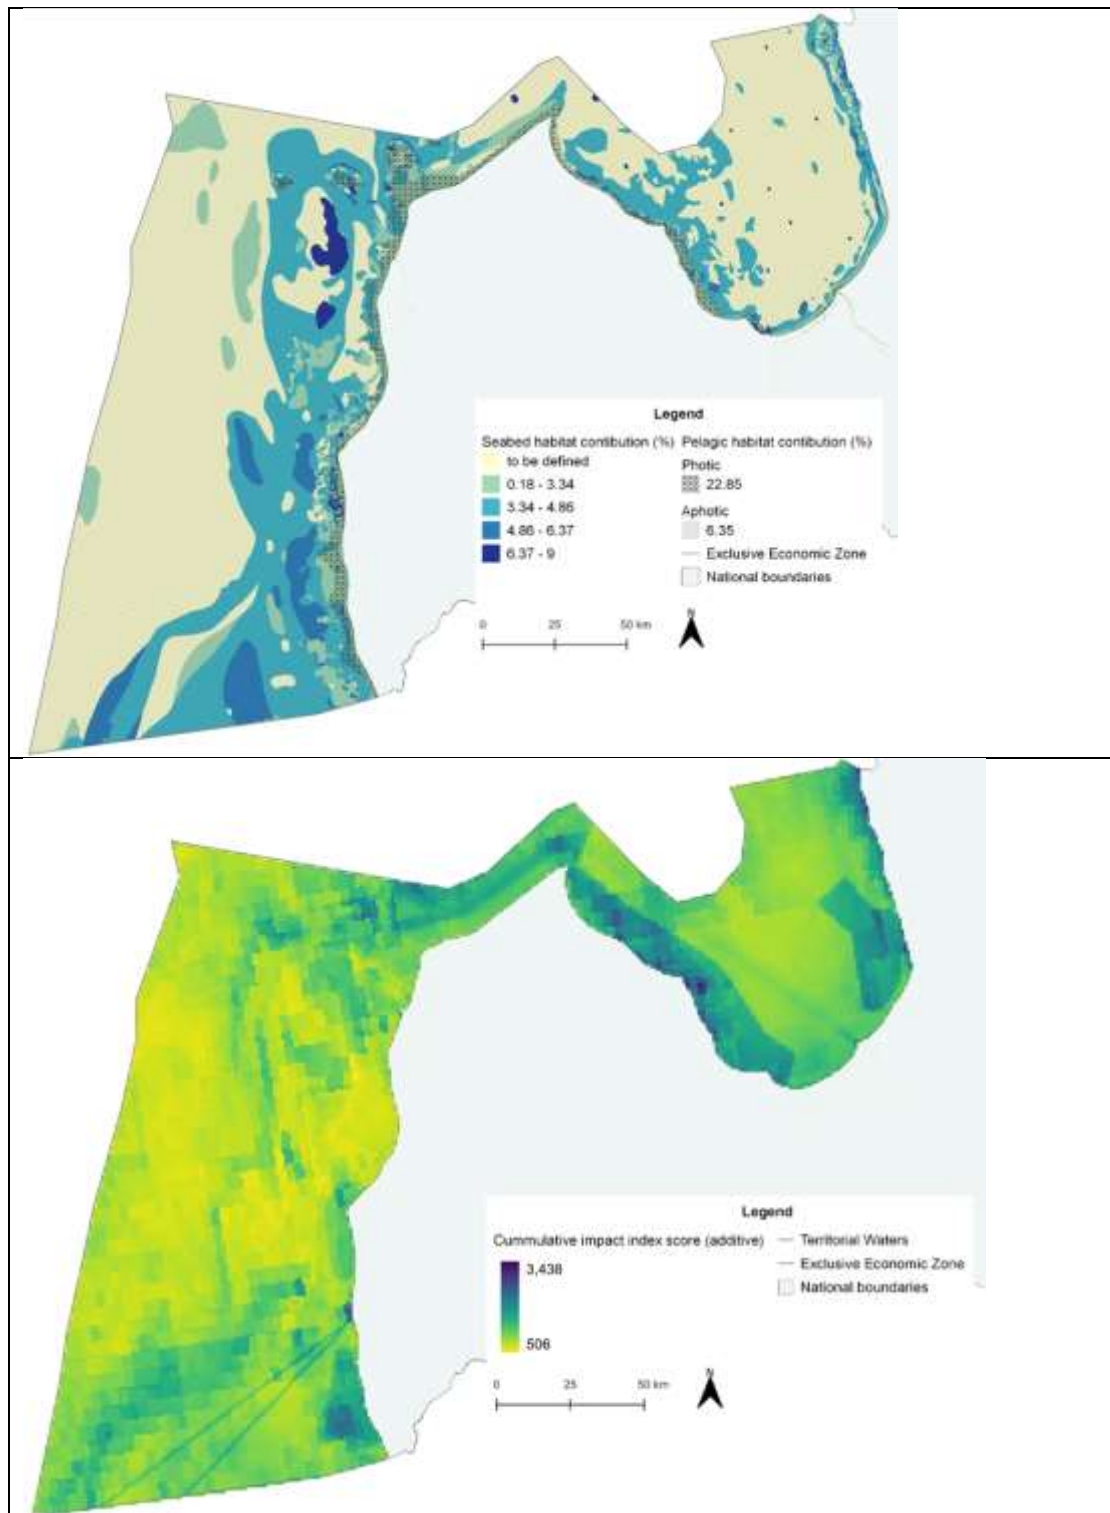 Legend
Seabed habitat contibution (%) Pelagic habitat contibution (%)
to be defined Photic
0.18 - 3.34 22.85
3.34 - 4.86 Aphotic
4.86 - 6.37 6.35
6.37 - 9 Exclusive Economic Zone
National boundaries
N
0 25 50 km
Legend
Cummulative impact index score (additive) Territorial Waters
3,438 Exclusive Economic Zone
National boundaries
506
N
0 25 50 km